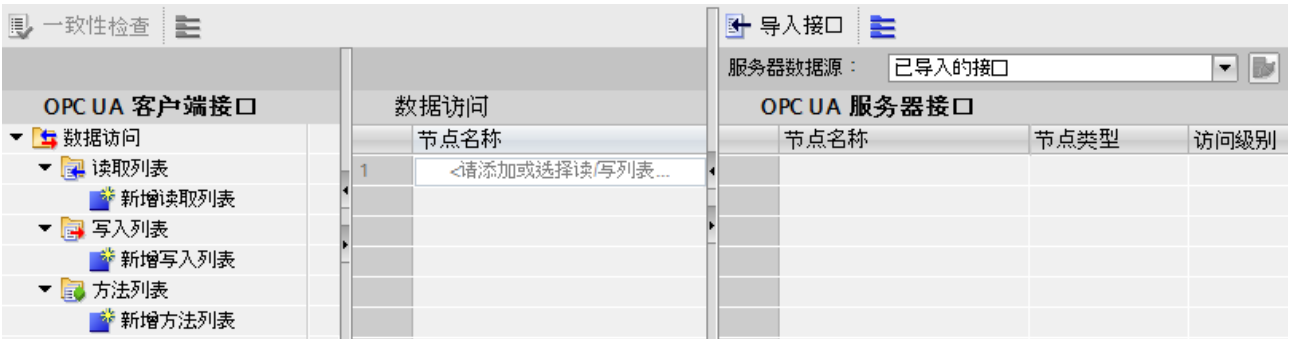 一致性检查
导入接口
服务器数据源： 已导入的接口
OPC UA 客户端接口 数据访问 OPC UA 服务器接口
数据访问 节点名称 节点名称 节点类型 访问级别
读取列表 1 <请添加或选择读/写列表...
新增读取列表
写入列表
新增写入列表
方法列表
新增方法列表